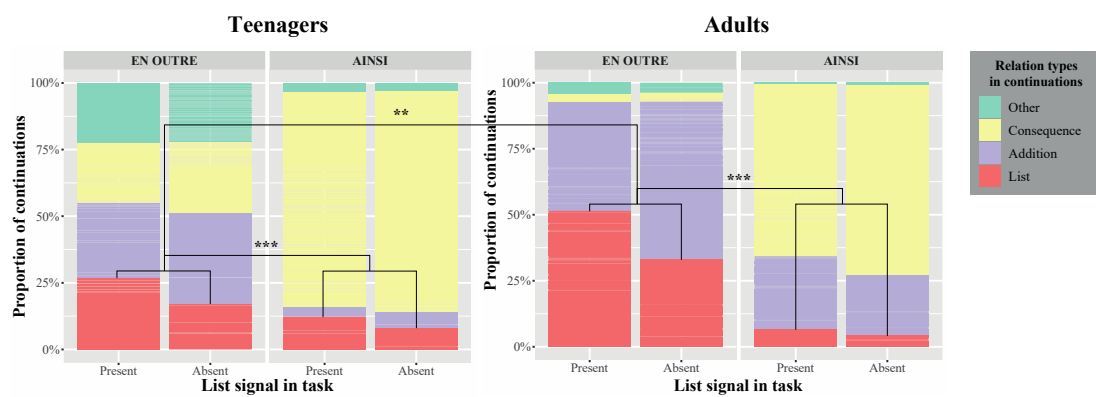 Teenagers
Adults
EN OUTRE
AINSI
EN OUTRE
AINSI
Relation types
in continuations
Other
Consequence
Addition
List
Proportion of continuations
100%
75%
50%
25%
0%
**
***
Present
Absent
Present
Absent
List signal in task
Proportion of continuations
100%
75%
50%
25%
0%
***
Present
Absent
Present
Absent
List signal in task